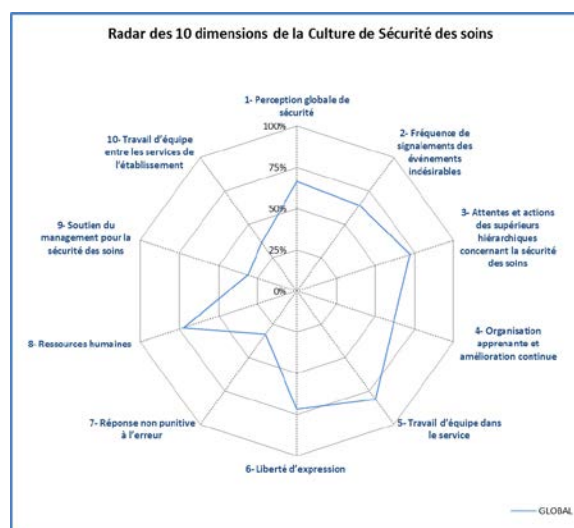 Radar des 10 dimensions de la Culture de Sécurité des soins
1- Perception globale de
sécurité
100%
10- Travail d'équipe
entre les services de
l'établissement
2- Fréquence de
signalements des
événements
indésirables
75%
50%
9- Soutien du
management pour la
sécurité des soins
3- Attentes et actions
des supérieurs
hiérarchiques
concernant la sécurité
des soins
25%
0%
8- Ressources humaines
4- Organisation
apprenante et
amélioration continue
7- Réponse non punitive
à l'erreur
5- Travail d'équipe dans
le service
6- Liberté d'expression
GLOBAL